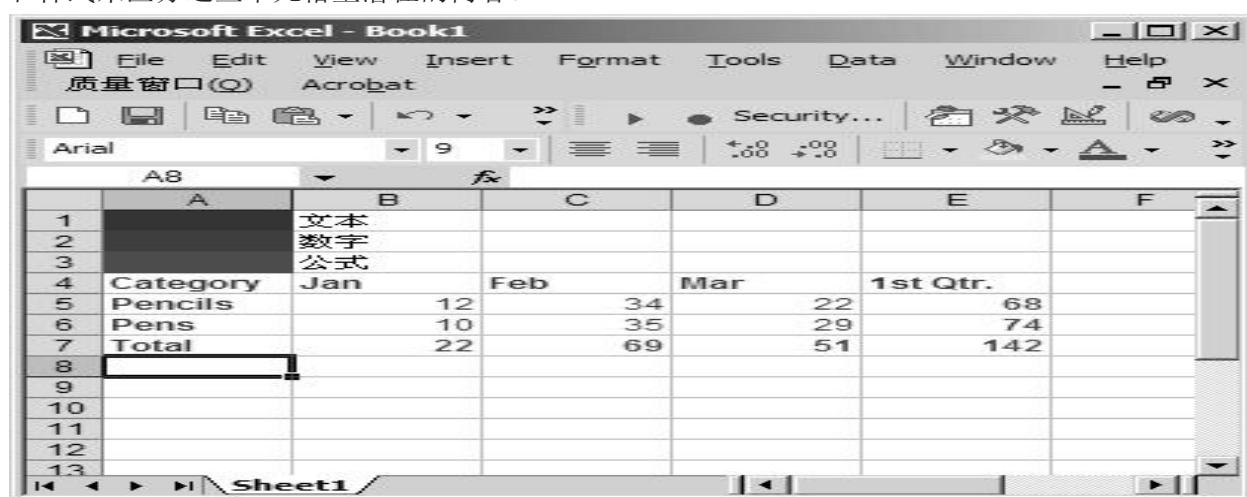 Microsoft Excel - Book1
File Edit View Insert Format Tools Data Window Help
质量窗口(Q) Acrobat
Security...
Arial 9
A8 fx
A B C D E F
1 文本
2 数字
3 公式
4 Category Jan Feb Mar 1st Qtr.
5 Pencils 12 34 22 68
6 Pens 10 35 29 74
7 Total 22 69 51 142
8
9
10
11
12
13
Sheet1